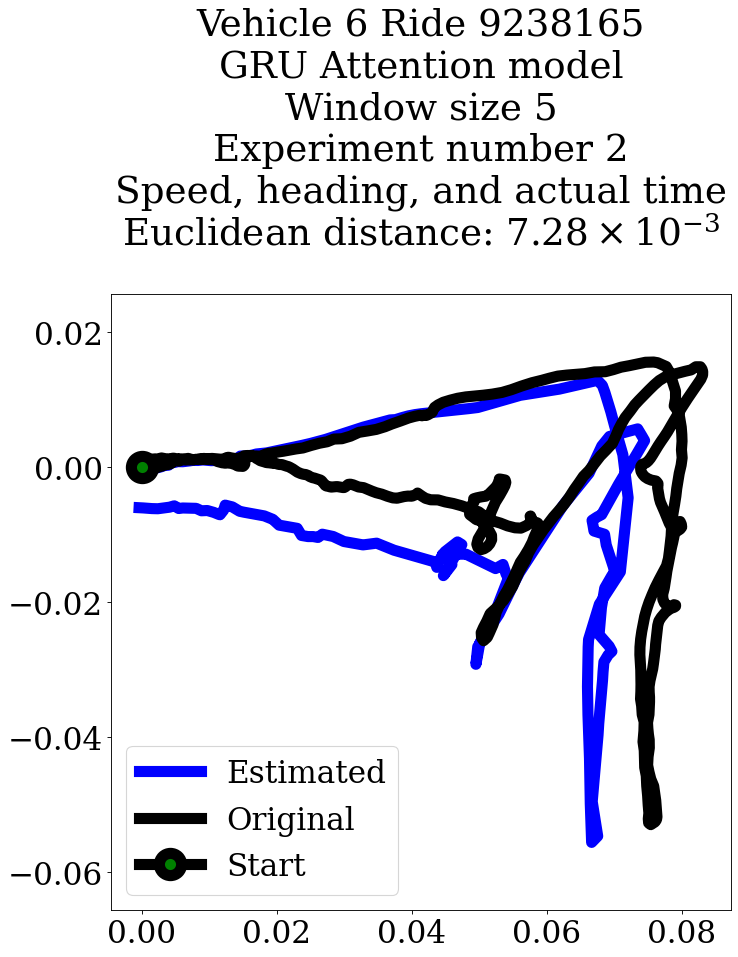 Vehicle 6 Ride 9238165
GRU Attention model
Window size 5
Experiment number 2
Speed, heading, and actual time
Euclidean distance: 7.28 × 10⁻³
0.02
0.00
−0.02
−0.04
−0.06
Estimated
Original
Start
0.00 0.02 0.04 0.06 0.08